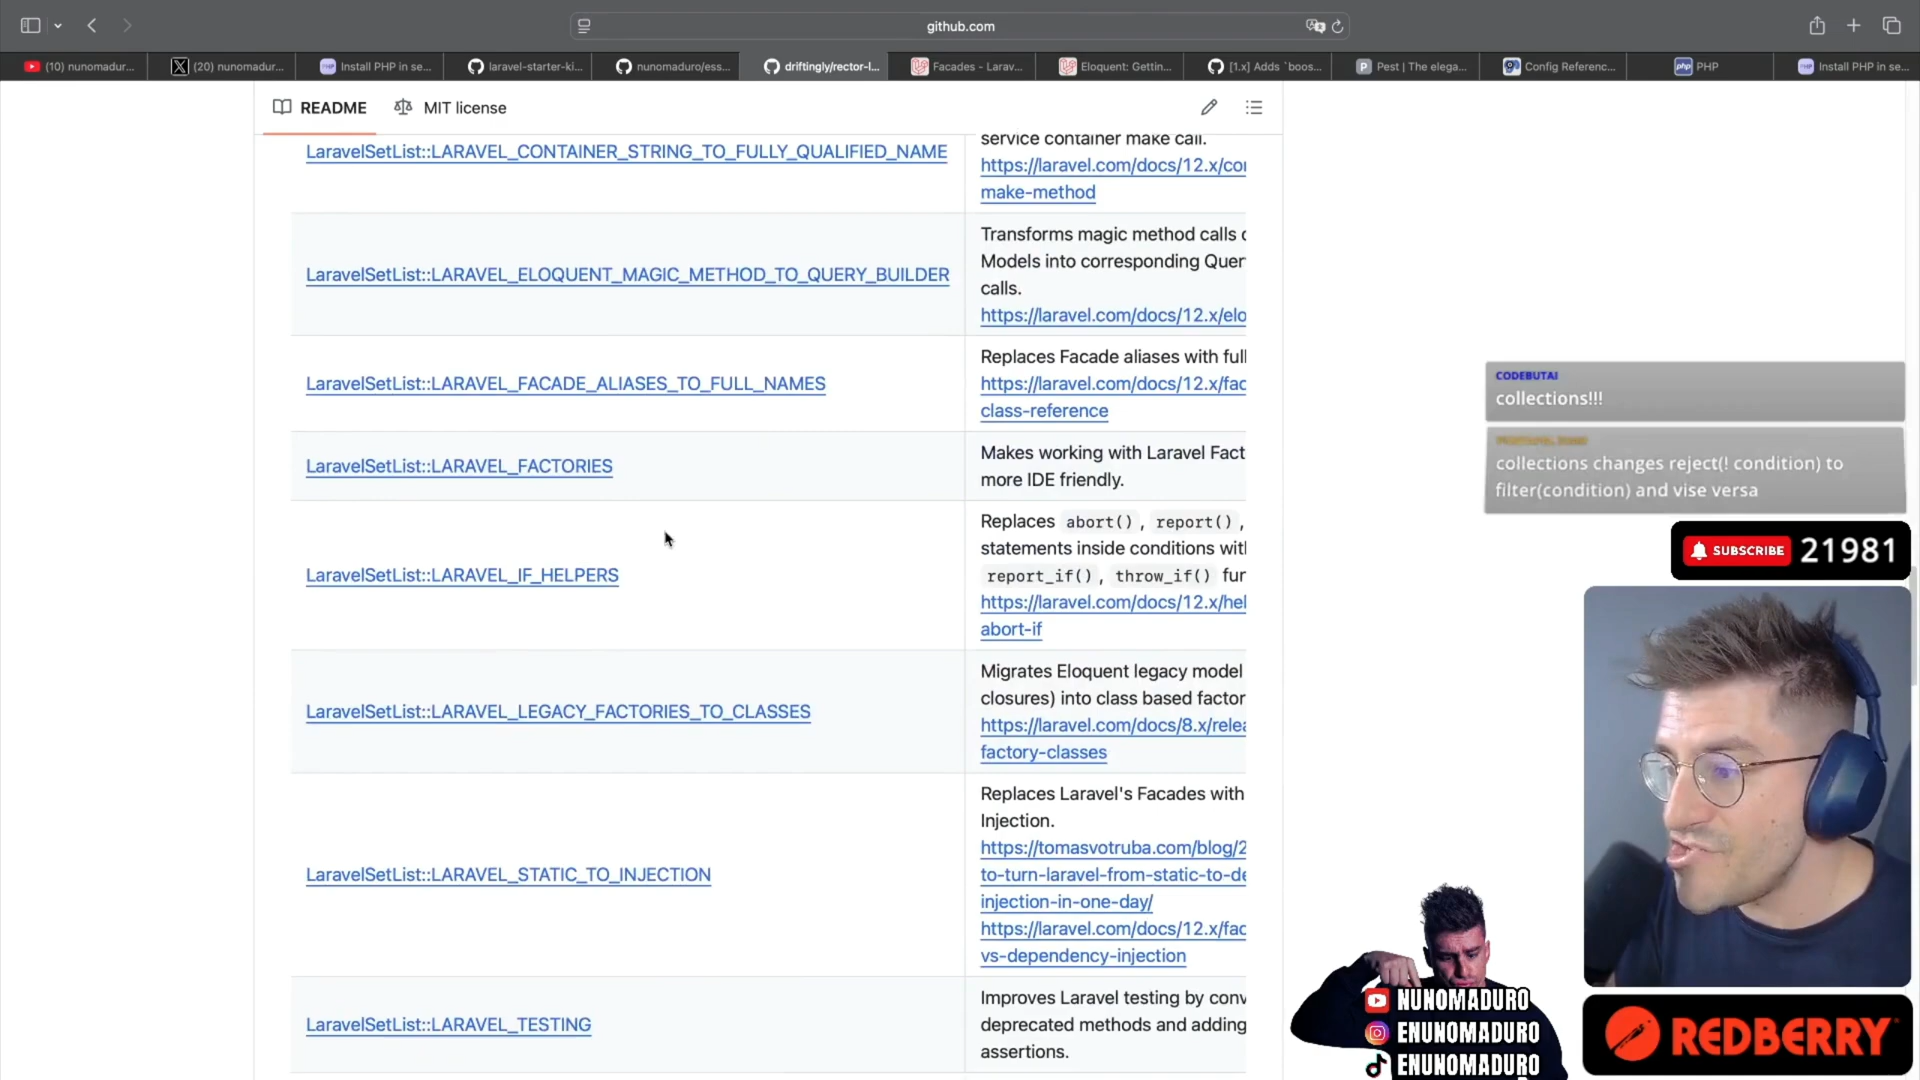 github.com
(10) nunomadur...
(20) nunomadur...
Install PHP in se...
laravel-starter-ki...
nunomaduro/ess...
driftingly/rector-l...
Facades - Larav...
Eloquent: Gettin...
[1.x] Adds `boos...
Pest | The elega...
Config Referenc...
PHP
Install PHP in se...
README
MIT license
service container make call.
LaravelSetList::LARAVEL_CONTAINER_STRING_TO_FULLY_QUALIFIED_NAME
https://laravel.com/docs/12.x/cor
make-method
Transforms magic method calls o
Models into corresponding Quer
LaravelSetList::LARAVEL_ELOQUENT_MAGIC_METHOD_TO_QUERY_BUILDER
calls.
https://laravel.com/docs/12.x/elo
Replaces Facade aliases with full
LaravelSetList::LARAVEL_FACADE_ALIASES_TO_FULL_NAMES
https://laravel.com/docs/12.x/fac
class-reference
Makes working with Laravel Fact
LaravelSetList::LARAVEL_FACTORIES
more IDE friendly.
Replaces abort(), report(),
statements inside conditions with
LaravelSetList::LARAVEL_IF_HELPERS
report_if(), throw_if() fur
https://laravel.com/docs/12.x/hel
abort-if
Migrates Eloquent legacy model
closures) into class based factor
LaravelSetList::LARAVEL_LEGACY_FACTORIES_TO_CLASSES
https://laravel.com/docs/8.x/relea
factory-classes
Replaces Laravel's Facades with
Injection.
https://tomasvotruba.com/blog/2
LaravelSetList::LARAVEL_STATIC_TO_INJECTION
to-turn-laravel-from-static-to-de
injection-in-one-day/
https://laravel.com/docs/12.x/fac
vs-dependency-injection
Improves Laravel testing by conv
LaravelSetList::LARAVEL_TESTING
deprecated methods and adding
assertions.
CODEBUTAI
collections!!!
collections changes reject(! condition) to
filter(condition) and vise versa
SUBSCRIBE 21981
NUNOMADURO
ENUNOMADURO
ENUNOMADURO
REDBERRY